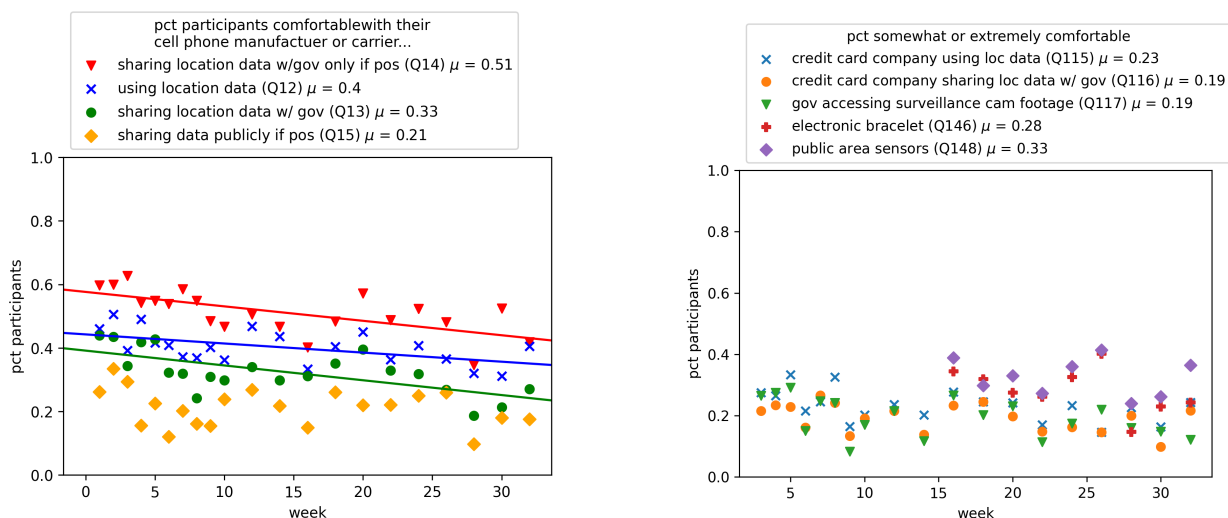 pct participants comfortablewith their
cell phone manufactuer or carrier...
sharing location data w/gov only if pos (Q14) μ = 0.51
using location data (Q12) μ = 0.4
sharing location data w/ gov (Q13) μ = 0.33
sharing data publicly if pos (Q15) μ = 0.21
1.0
0.8
0.6
0.4
0.2
0.0
pct participants
0 5 10 15 20 25 30
week
pct somewhat or extremely comfortable
credit card company using loc data (Q115) μ = 0.23
credit card company sharing loc data w/ gov (Q116) μ = 0.19
gov accessing surveillance cam footage (Q117) μ = 0.19
electronic bracelet (Q146) μ = 0.28
public area sensors (Q148) μ = 0.33
1.0
0.8
0.6
0.4
0.2
0.0
pct participants
5 10 15 20 25 30
week